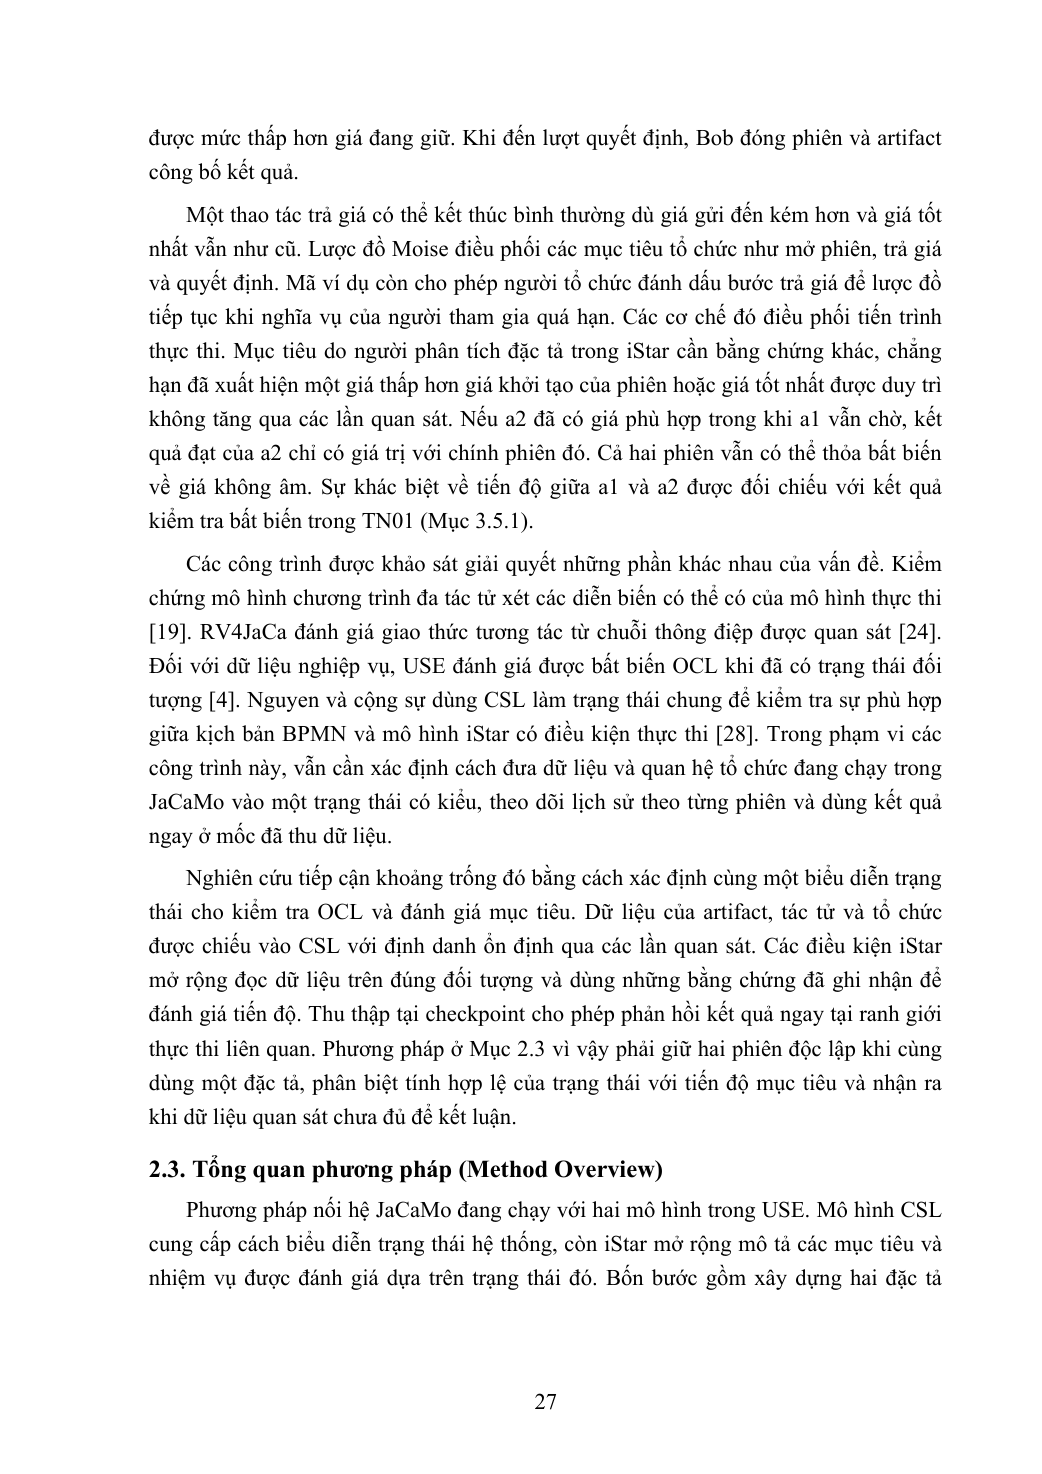 được mức thấp hơn giá đang giữ. Khi đến lượt quyết định, Bob đóng phiên và artifact
công bố kết quả.
Một thao tác trả giá có thể kết thúc bình thường dù giá gửi đến kém hơn và giá tốt
nhất vẫn như cũ. Lược đồ Moise điều phối các mục tiêu tổ chức như mở phiên, trả giá
và quyết định. Mã ví dụ còn cho phép người tổ chức đánh dấu bước trả giá để lược đồ
tiếp tục khi nghĩa vụ của người tham gia quá hạn. Các cơ chế đó điều phối tiến trình
thực thi. Mục tiêu do người phân tích đặc tả trong iStar cần bằng chứng khác, chẳng
hạn đã xuất hiện một giá thấp hơn giá khởi tạo của phiên hoặc giá tốt nhất được duy trì
không tăng qua các lần quan sát. Nếu a2 đã có giá phù hợp trong khi a1 vẫn chờ, kết
quả đạt của a2 chỉ có giá trị với chính phiên đó. Cả hai phiên vẫn có thể thỏa bất biến
về giá không âm. Sự khác biệt về tiến độ giữa a1 và a2 được đối chiếu với kết quả
kiểm tra bất biến trong TN01 (Mục 3.5.1).
Các công trình được khảo sát giải quyết những phần khác nhau của vấn đề. Kiểm
chứng mô hình chương trình đa tác tử xét các diễn biến có thể có của mô hình thực thi
[19]. RV4JaCa đánh giá giao thức tương tác từ chuỗi thông điệp được quan sát [24].
Đối với dữ liệu nghiệp vụ, USE đánh giá được bất biến OCL khi đã có trạng thái đối
tượng [4]. Nguyen và cộng sự dùng CSL làm trạng thái chung để kiểm tra sự phù hợp
giữa kịch bản BPMN và mô hình iStar có điều kiện thực thi [28]. Trong phạm vi các
công trình này, vẫn cần xác định cách đưa dữ liệu và quan hệ tổ chức đang chạy trong
JaCaMo vào một trạng thái có kiểu, theo dõi lịch sử theo từng phiên và dùng kết quả
ngay ở mốc đã thu dữ liệu.
Nghiên cứu tiếp cận khoảng trống đó bằng cách xác định cùng một biểu diễn trạng
thái cho kiểm tra OCL và đánh giá mục tiêu. Dữ liệu của artifact, tác tử và tổ chức
được chiếu vào CSL với định danh ổn định qua các lần quan sát. Các điều kiện iStar
mở rộng đọc dữ liệu trên đúng đối tượng và dùng những bằng chứng đã ghi nhận để
đánh giá tiến độ. Thu thập tại checkpoint cho phép phản hồi kết quả ngay tại ranh giới
thực thi liên quan. Phương pháp ở Mục 2.3 vì vậy phải giữ hai phiên độc lập khi cùng
dùng một đặc tả, phân biệt tính hợp lệ của trạng thái với tiến độ mục tiêu và nhận ra
khi dữ liệu quan sát chưa đủ để kết luận.
2.3. Tổng quan phương pháp (Method Overview)
Phương pháp nối hệ JaCaMo đang chạy với hai mô hình trong USE. Mô hình CSL
cung cấp cách biểu diễn trạng thái hệ thống, còn iStar mở rộng mô tả các mục tiêu và
nhiệm vụ được đánh giá dựa trên trạng thái đó. Bốn bước gồm xây dựng hai đặc tả
27